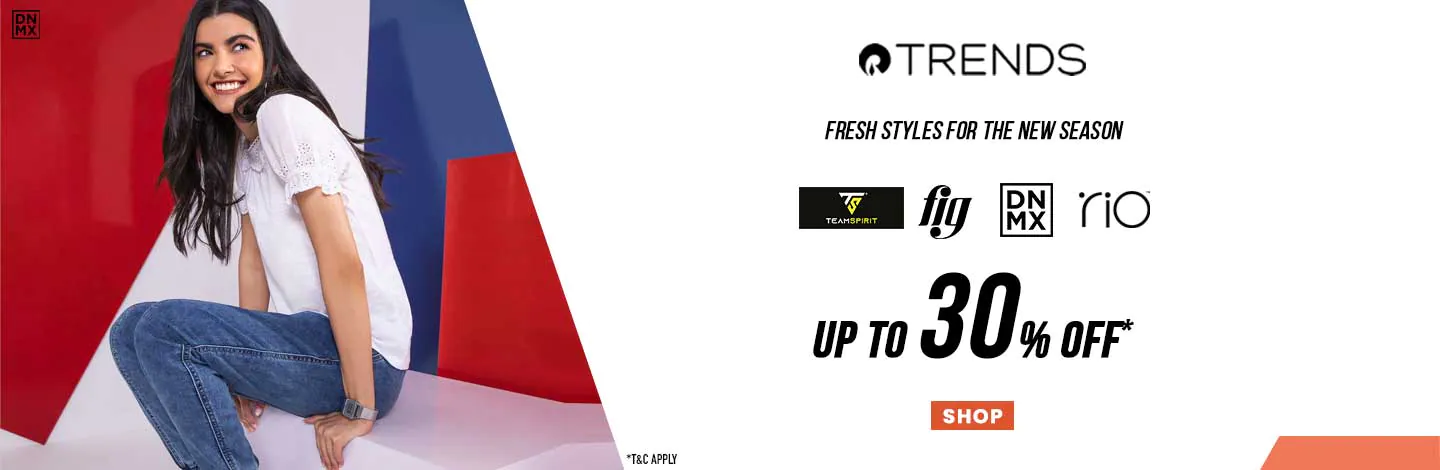 DN
MX
TRENDS
FRESH STYLES FOR THE NEW SEASON
TS
TEAMSPIRIT
fig
DN
MX
rio
UP TO 30% OFF*
SHOP
*T&C APPLY